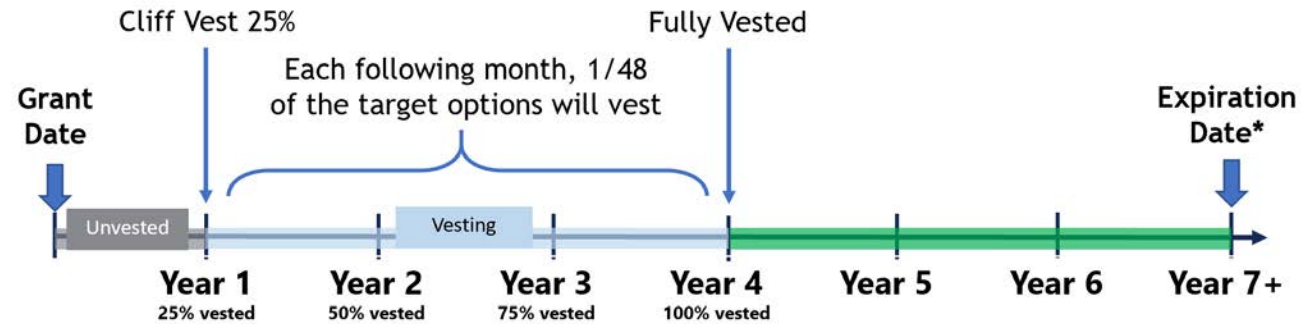 Cliff Vest 25%
Fully Vested
Each following month, 1/48
of the target options will vest
Grant
Date
Expiration
Date*
Unvested
Vesting
Year 1
25% vested
Year 2
50% vested
Year 3
75% vested
Year 4
100% vested
Year 5
Year 6
Year 7+